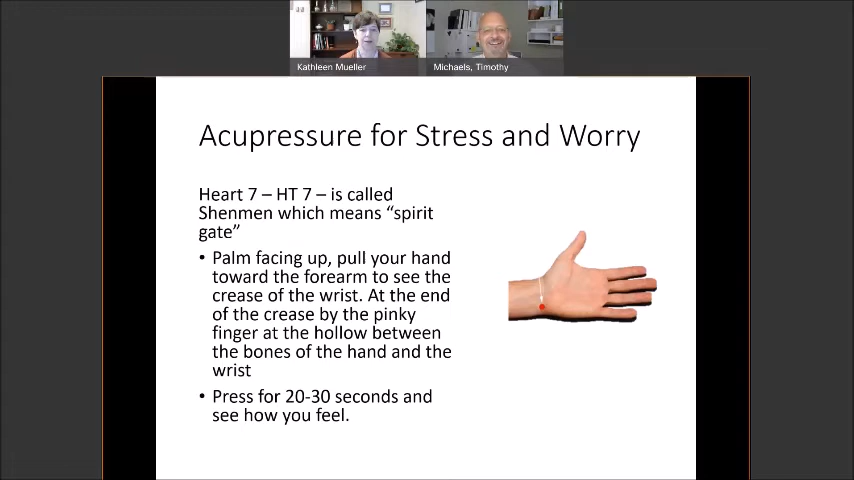 Kathleen Mueller
Michaels, Timothy
Acupressure for Stress and Worry
Heart 7 – HT 7 – is called
Shenmen which means “spirit
gate”
• Palm facing up, pull your hand
toward the forearm to see the
crease of the wrist. At the end
of the crease by the pinky
finger at the hollow between
the bones of the hand and the
wrist
• Press for 20-30 seconds and
see how you feel.